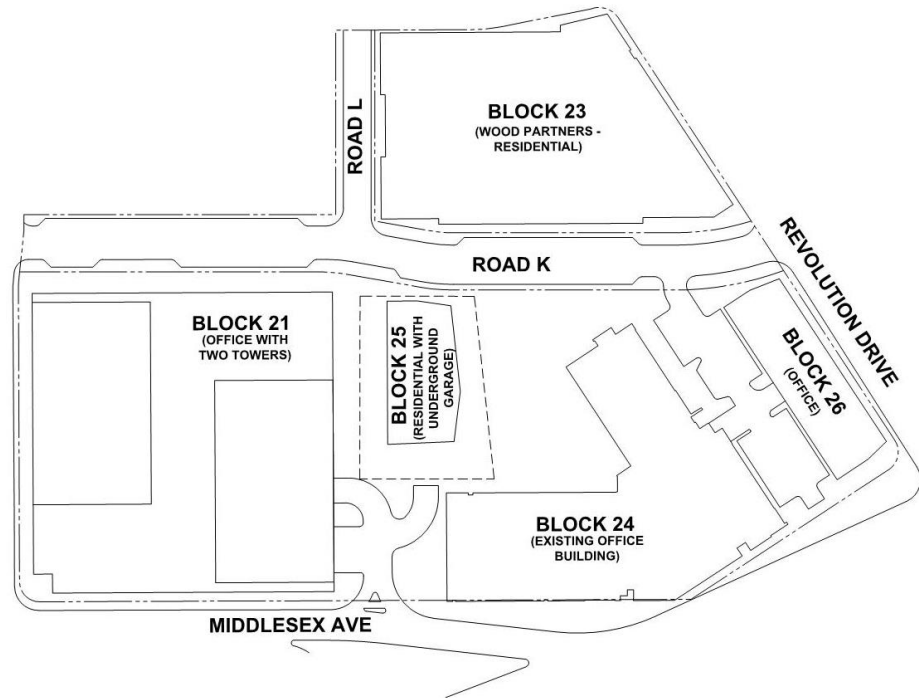 BLOCK 23
(WOOD PARTNERS -
RESIDENTIAL)
ROAD L
REVOLUTION DRIVE
ROAD K
BLOCK 21
(OFFICE WITH
TWO TOWERS)
BLOCK 25
(RESIDENTIAL WITH
UNDERGROUND
GARAGE)
BLOCK 26
(OFFICE)
BLOCK 24
(EXISTING OFFICE
BUILDING)
MIDDLESEX AVE